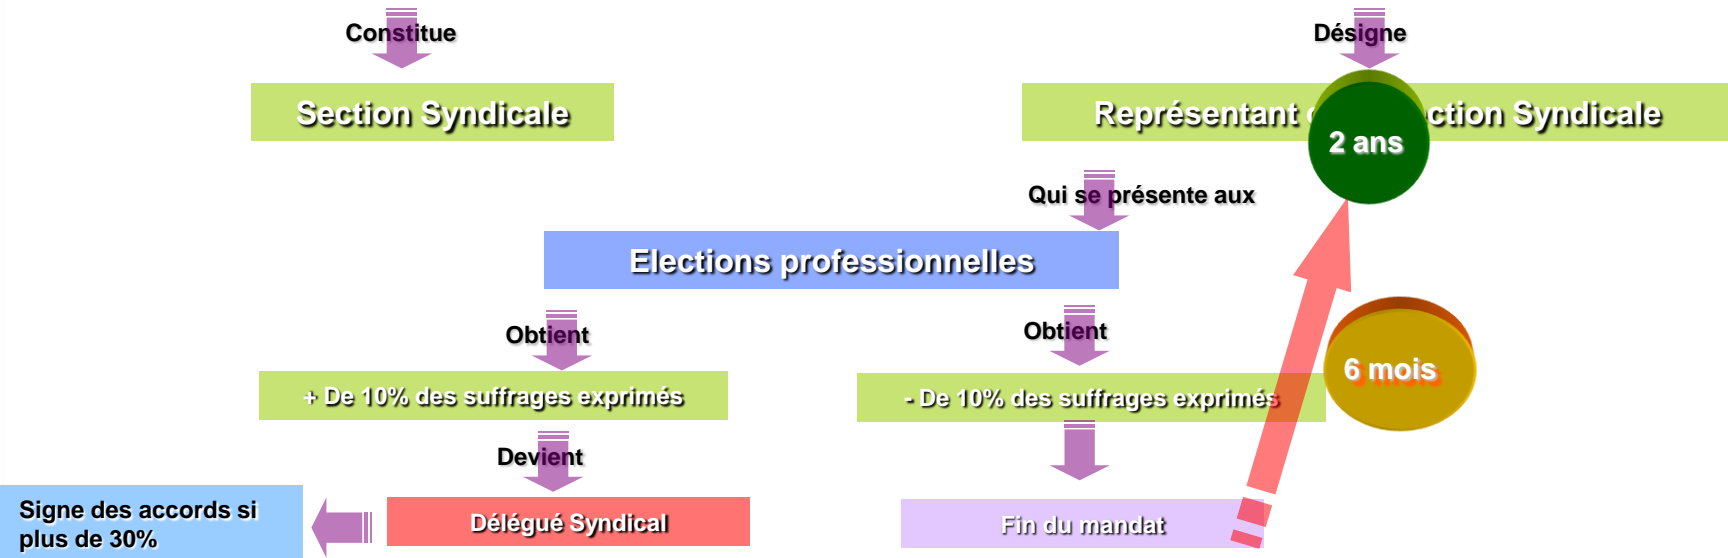 Constitue
Désigne
Section Syndicale
Représentant ction Syndicale
2 ans
Qui se présente aux
Elections professionnelles
Obtient
Obtient
6 mois
+ De 10% des suffrages exprimés
- De 10% des suffrages exprimés
Devient
Signe des accords si
plus de 30%
Délégué Syndical
Fin du mandat